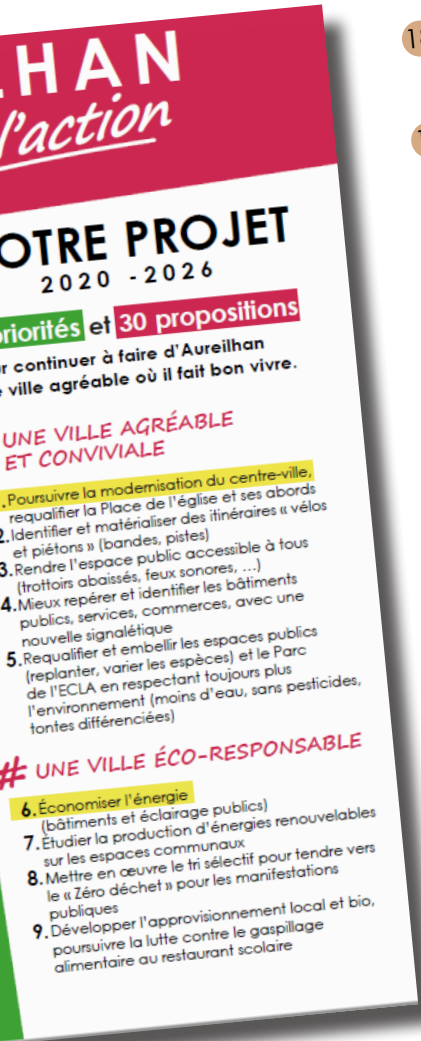 LHAN
l'action
OTRE PROJET
2020 - 2026
priorités et 30 propositions
r continuer à faire d'Aureilhan
e ville agréable où il fait bon vivre.
UNE VILLE AGRÉABLE
ET CONVIVIALE
1.Poursuivre la modernisation du centre-ville,
requalifier la Place de l'église et ses abords
2.Identifier et matérialiser des itinéraires « vélos
et piétons » (bandes, pistes)
3.Rendre l'espace public accessible à tous
(trottoirs abaissés, feux sonores, ...)
4.Mieux repérer et identifier les bâtiments
publics, services, commerces, avec une
nouvelle signalétique
5.Requalifier et embellir les espaces publics
(replanter, varier les espèces) et le Parc
de l'ECLA en respectant toujours plus
l'environnement (moins d'eau, sans pesticides,
tontes différenciées)
# UNE VILLE ÉCO-RESPONSABLE
6.Économiser l'énergie
(bâtiments et éclairage publics)
7.Étudier la production d'énergies renouvelables
sur les espaces communaux
8.Mettre en œuvre le tri sélectif pour tendre vers
le « Zéro déchet » pour les manifestations
publiques
9.Développer l'approvisionnement local et bio,
poursuivre la lutte contre le gaspillage
alimentaire au restaurant scolaire